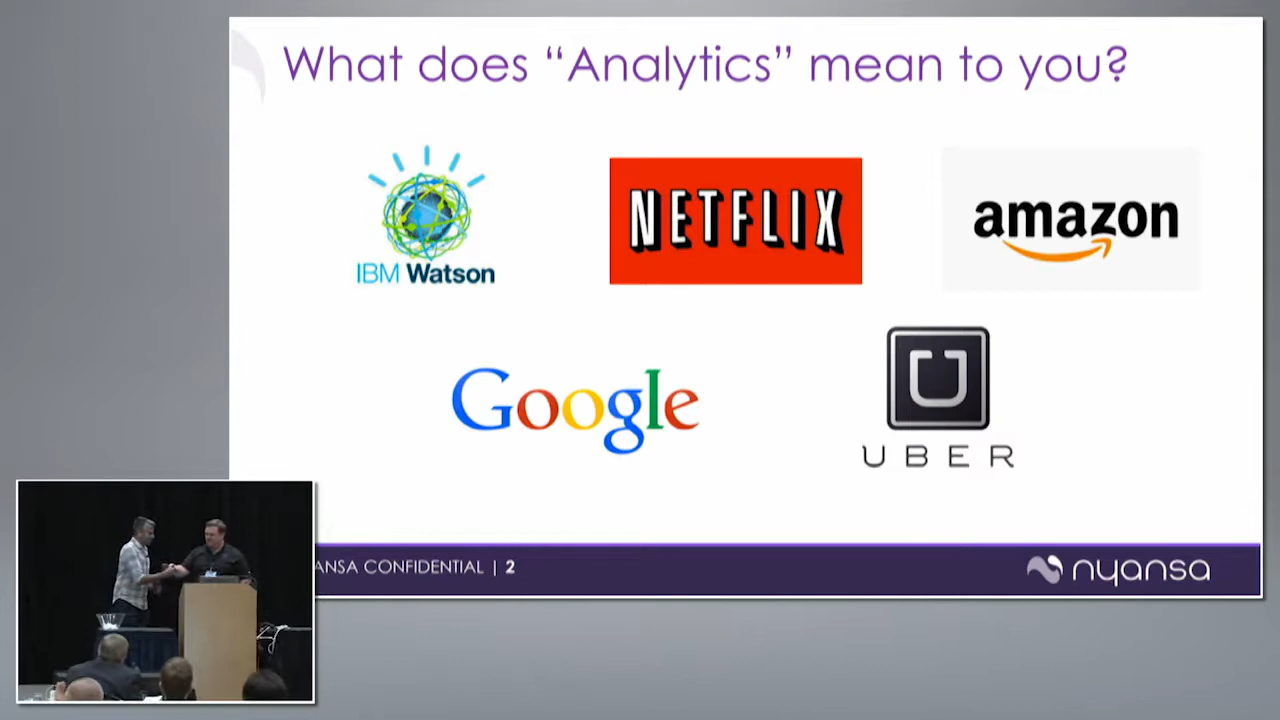 What does “Analytics” mean to you?
IBM Watson
NETFLIX
amazon
Google
UBER
ANSA CONFIDENTIAL | 2
nyansa